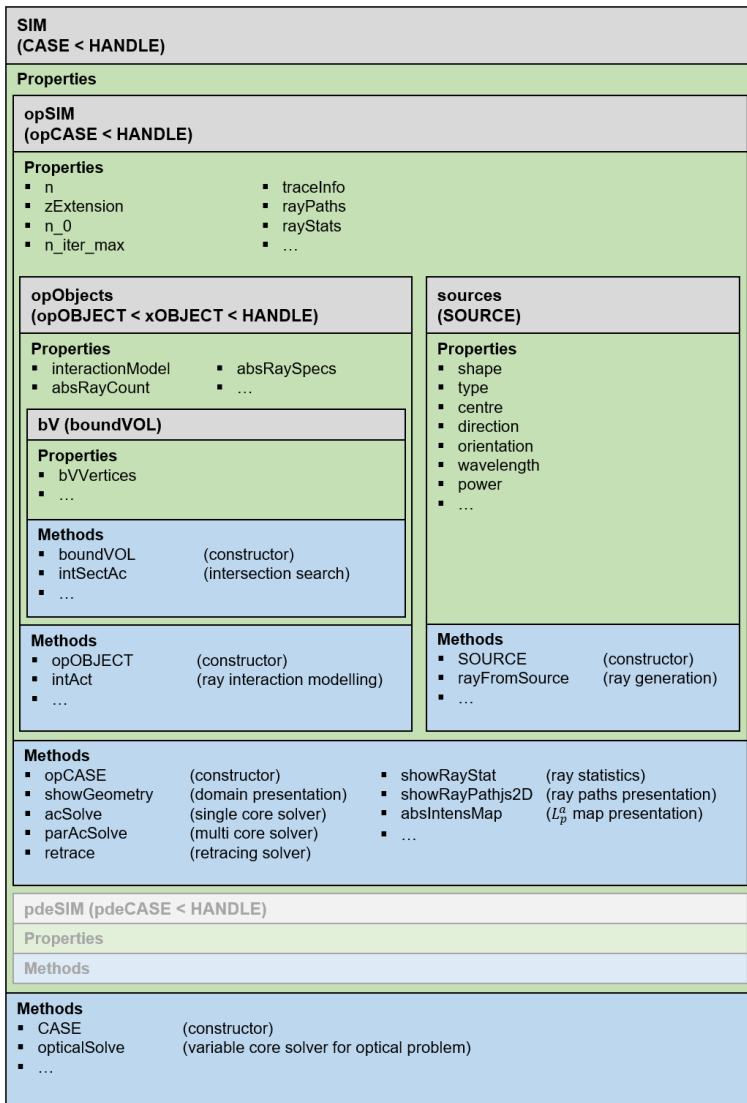 SIM
(CASE < HANDLE)
Properties
opSIM
(opCASE < HANDLE)
Properties
▪ n
▪ zExtension
▪ n_0
▪ n_iter_max
▪ traceInfo
▪ rayPaths
▪ rayStats
▪ …
opObjects
(opOBJECT < xOBJECT < HANDLE)
Properties
▪ interactionModel
▪ absRayCount
▪ absRaySpecs
▪ …
bV (boundVOL)
Properties
▪ bVVertices
▪ …
Methods
▪ boundVOL (constructor)
▪ intSectAc (intersection search)
▪ …
Methods
▪ opOBJECT (constructor)
▪ intAct (ray interaction modelling)
▪ …
sources
(SOURCE)
Properties
▪ shape
▪ type
▪ centre
▪ direction
▪ orientation
▪ wavelength
▪ power
▪ …
Methods
▪ SOURCE (constructor)
▪ rayFromSource (ray generation)
▪ …
Methods
▪ opCASE (constructor)
▪ showGeometry (domain presentation)
▪ acSolve (single core solver)
▪ parAcSolve (multi core solver)
▪ retrace (retracing solver)
▪ showRayStat (ray statistics)
▪ showRayPathjs2D (ray paths presentation)
▪ absIntensMap (L_p^a map presentation)
▪ …
pdeSIM (pdeCASE < HANDLE)
Properties
Methods
Methods
▪ CASE (constructor)
▪ opticalSolve (variable core solver for optical problem)
▪ …